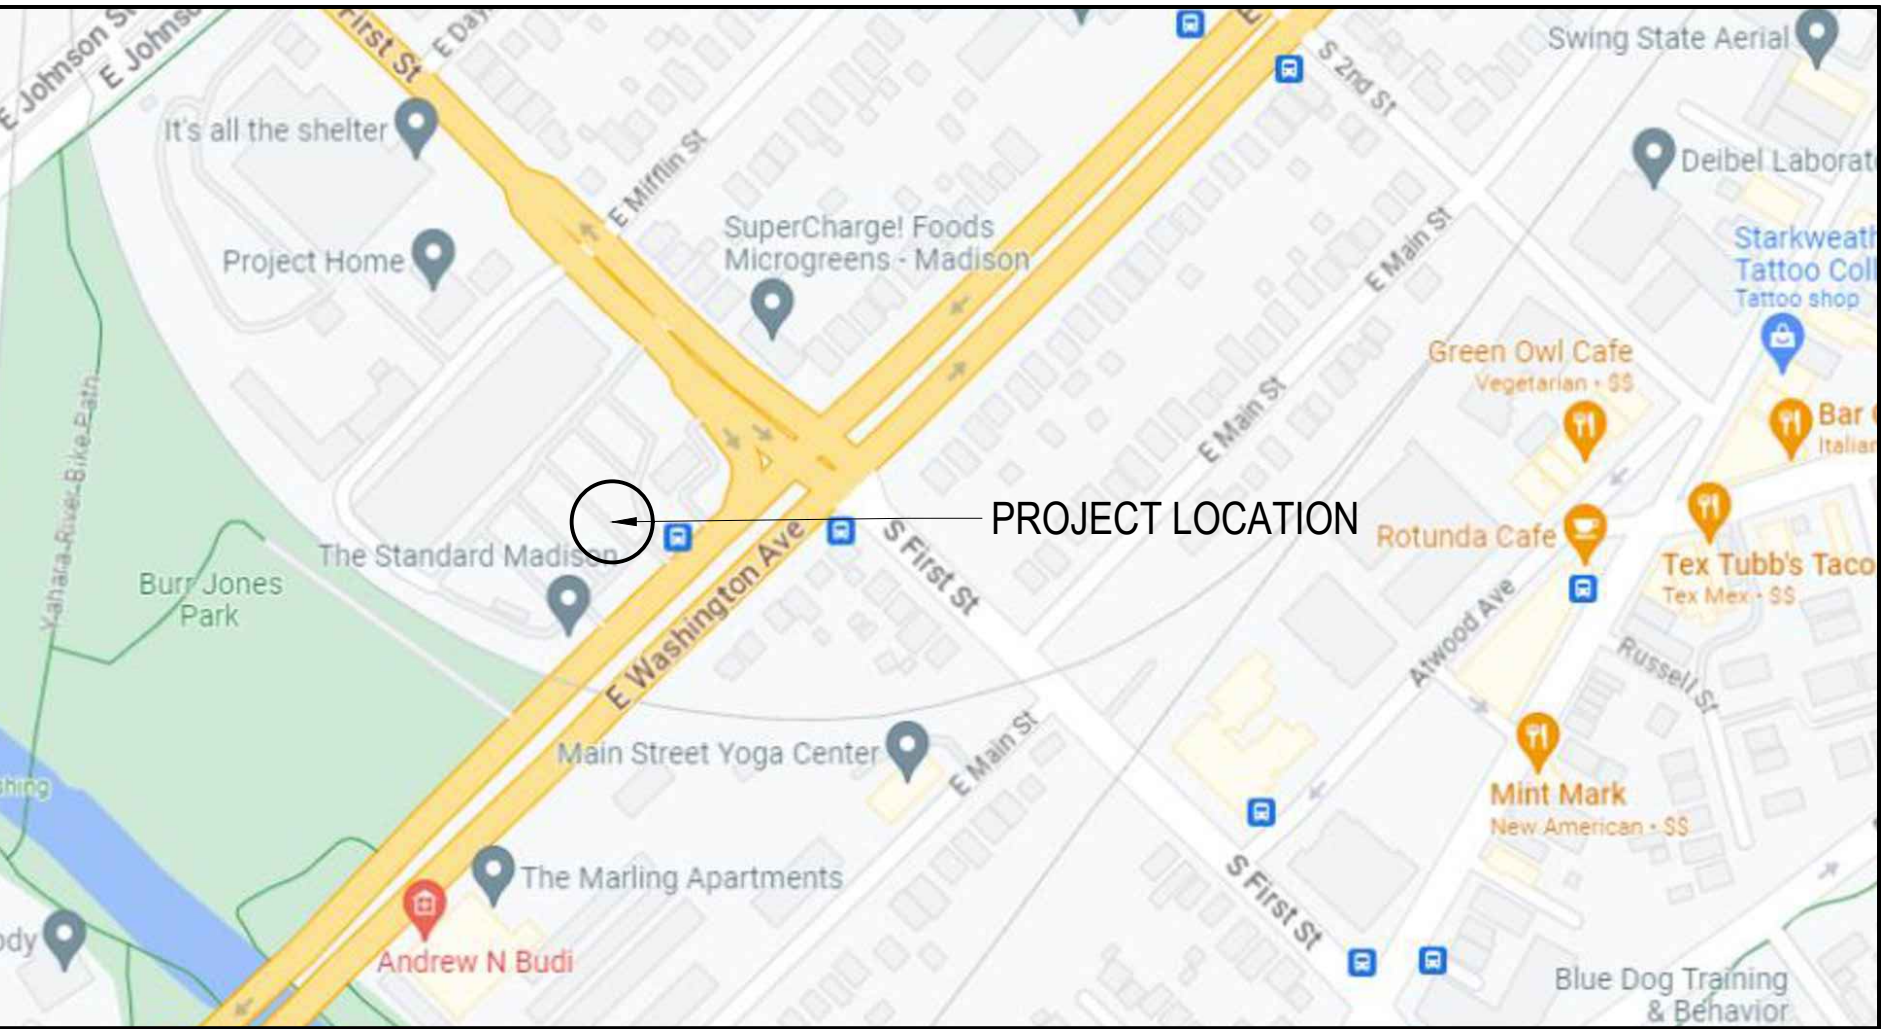 E Johnson St
E Johnso
First St
E Day
Swing State Aerial
S 2nd St
It's all the shelter
E Mifflin St
Deibel Laborat
SuperCharge! Foods
Microgreens - Madison
Project Home
E Main St
Starkweath
Tattoo Coll
Tattoo shop
Green Owl Cafe
Vegetarian • $$
Bar
Italian
E Main St
Yahara River Bike Path
PROJECT LOCATION
Rotunda Cafe
The Standard Madison
S First St
E Washington Ave
Tex Tubb's Taco
Tex Mex • $$
Burr Jones
Park
Atwood Ave
Russell St
Main Street Yoga Center
E Main St
shing
Mint Mark
New American • $$
The Marling Apartments
S First St
ody
Andrew N Budi
Blue Dog Training
& Behavior